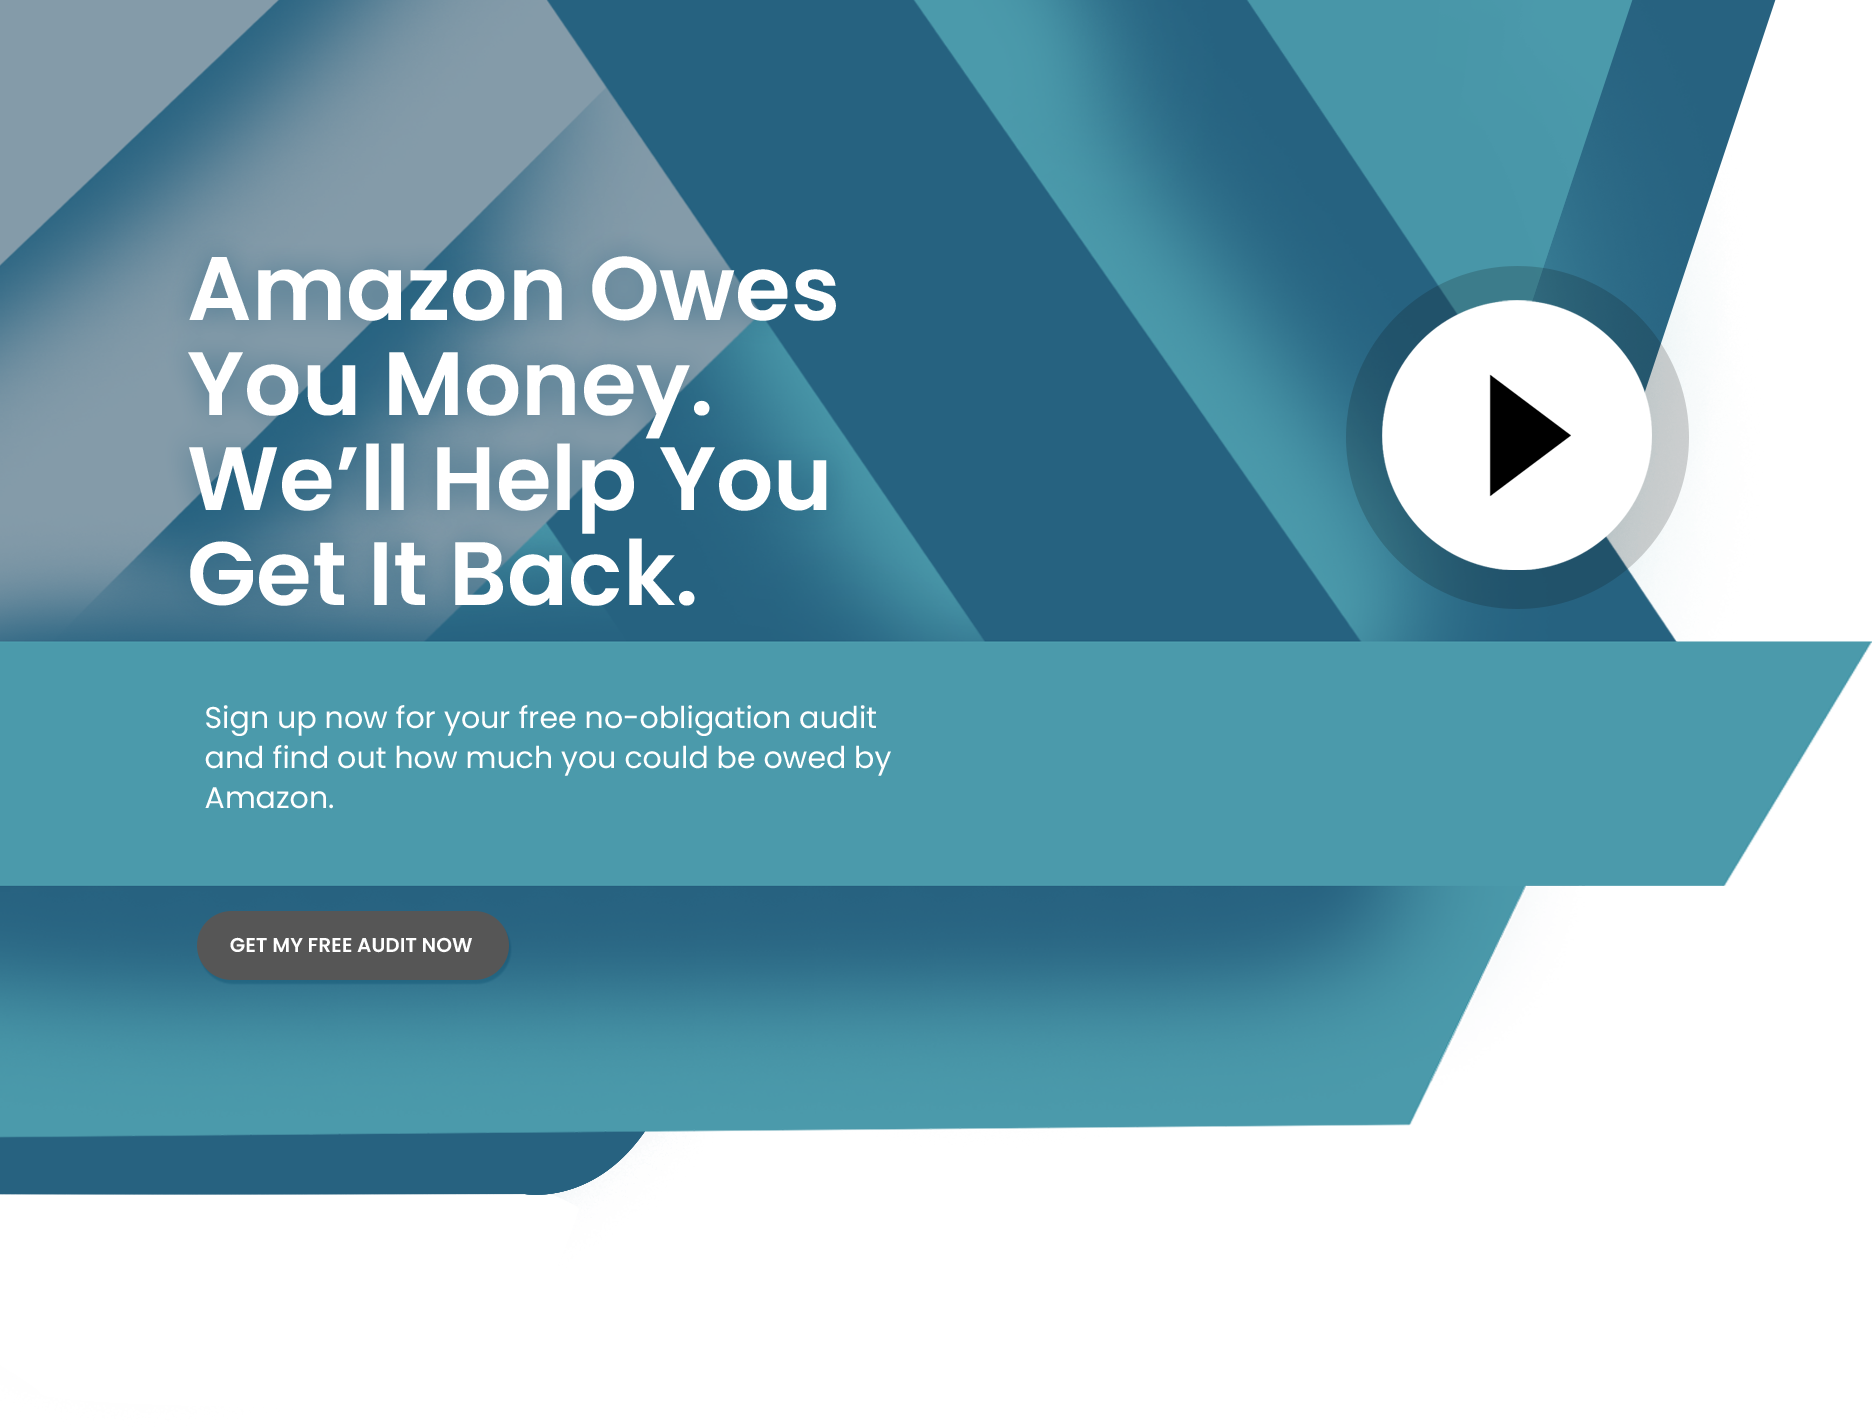 Amazon Owes
You Money.
We’ll Help You
Get It Back.
Sign up now for your free no-obligation audit
and find out how much you could be owed by
Amazon.
GET MY FREE AUDIT NOW